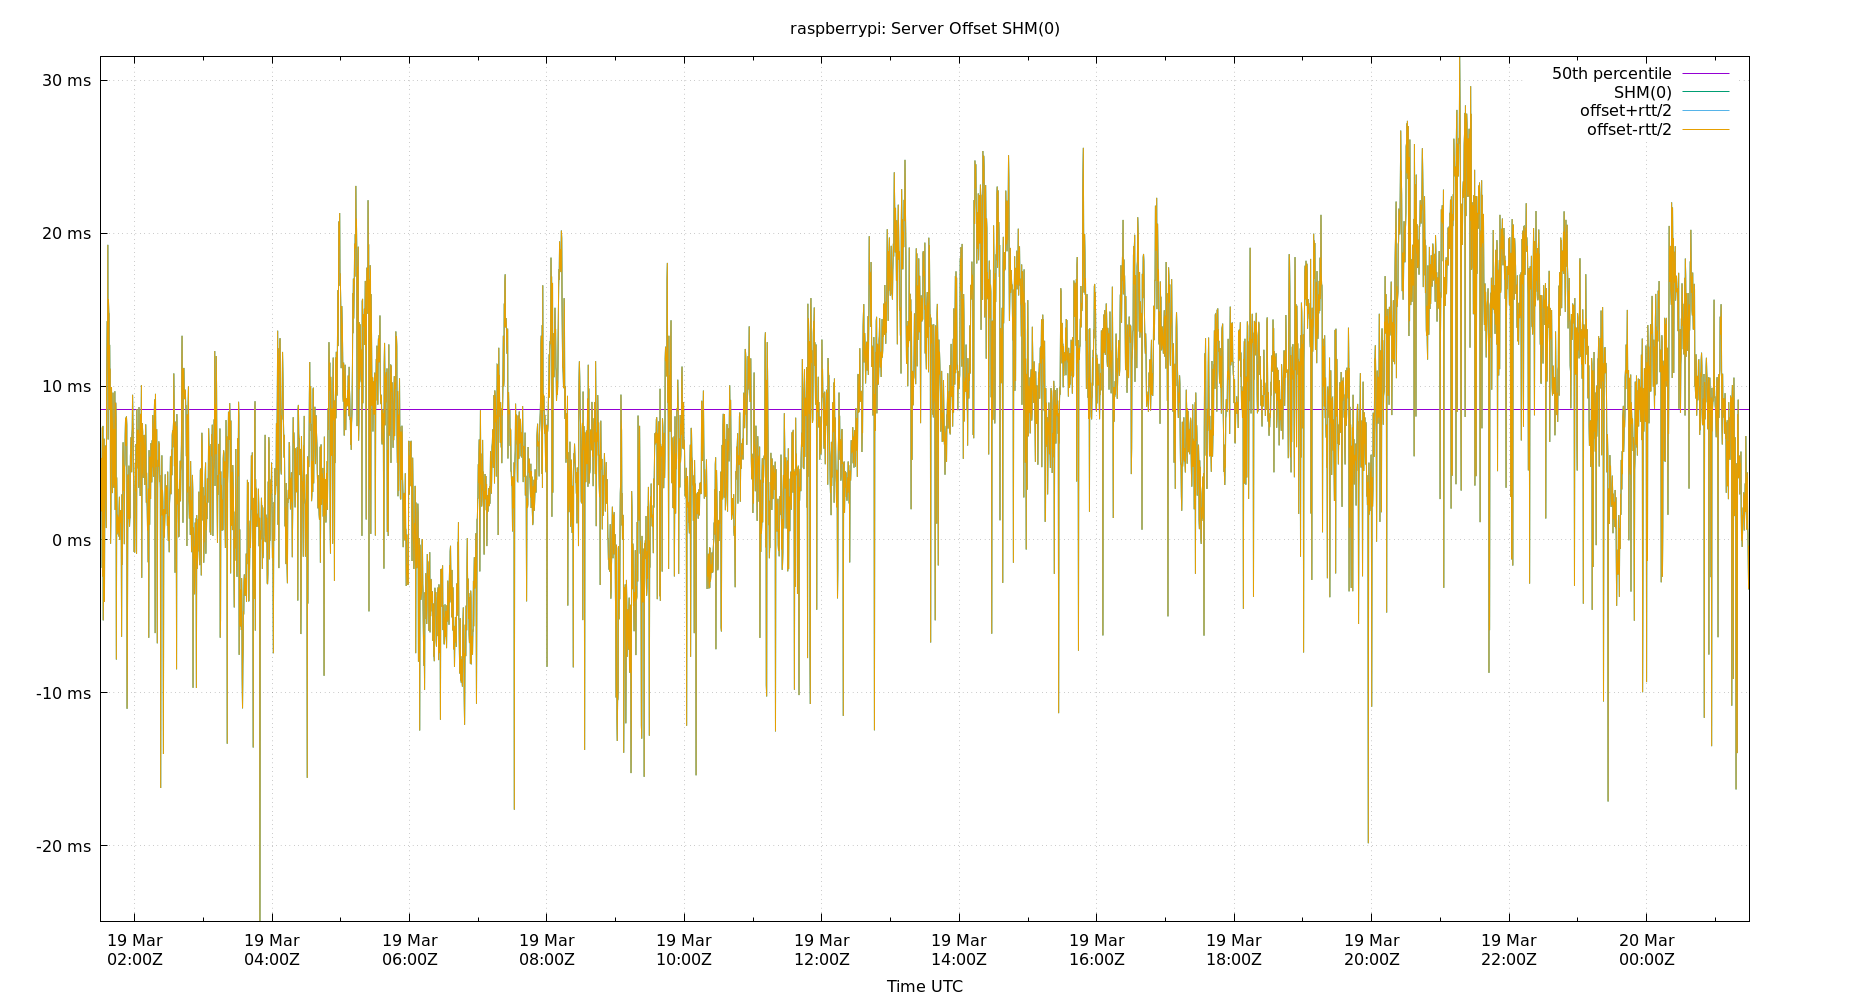 raspberrypi: Server Offset SHM(0)
50th percentile
SHM(0)
offset+rtt/2
offset-rtt/2
30 ms
20 ms
10 ms
0 ms
-10 ms
-20 ms
19 Mar 19 Mar 19 Mar 19 Mar 19 Mar 19 Mar 19 Mar 19 Mar 19 Mar 19 Mar 19 Mar 20 Mar
02:00Z 04:00Z 06:00Z 08:00Z 10:00Z 12:00Z 14:00Z 16:00Z 18:00Z 20:00Z 22:00Z 00:00Z
Time UTC